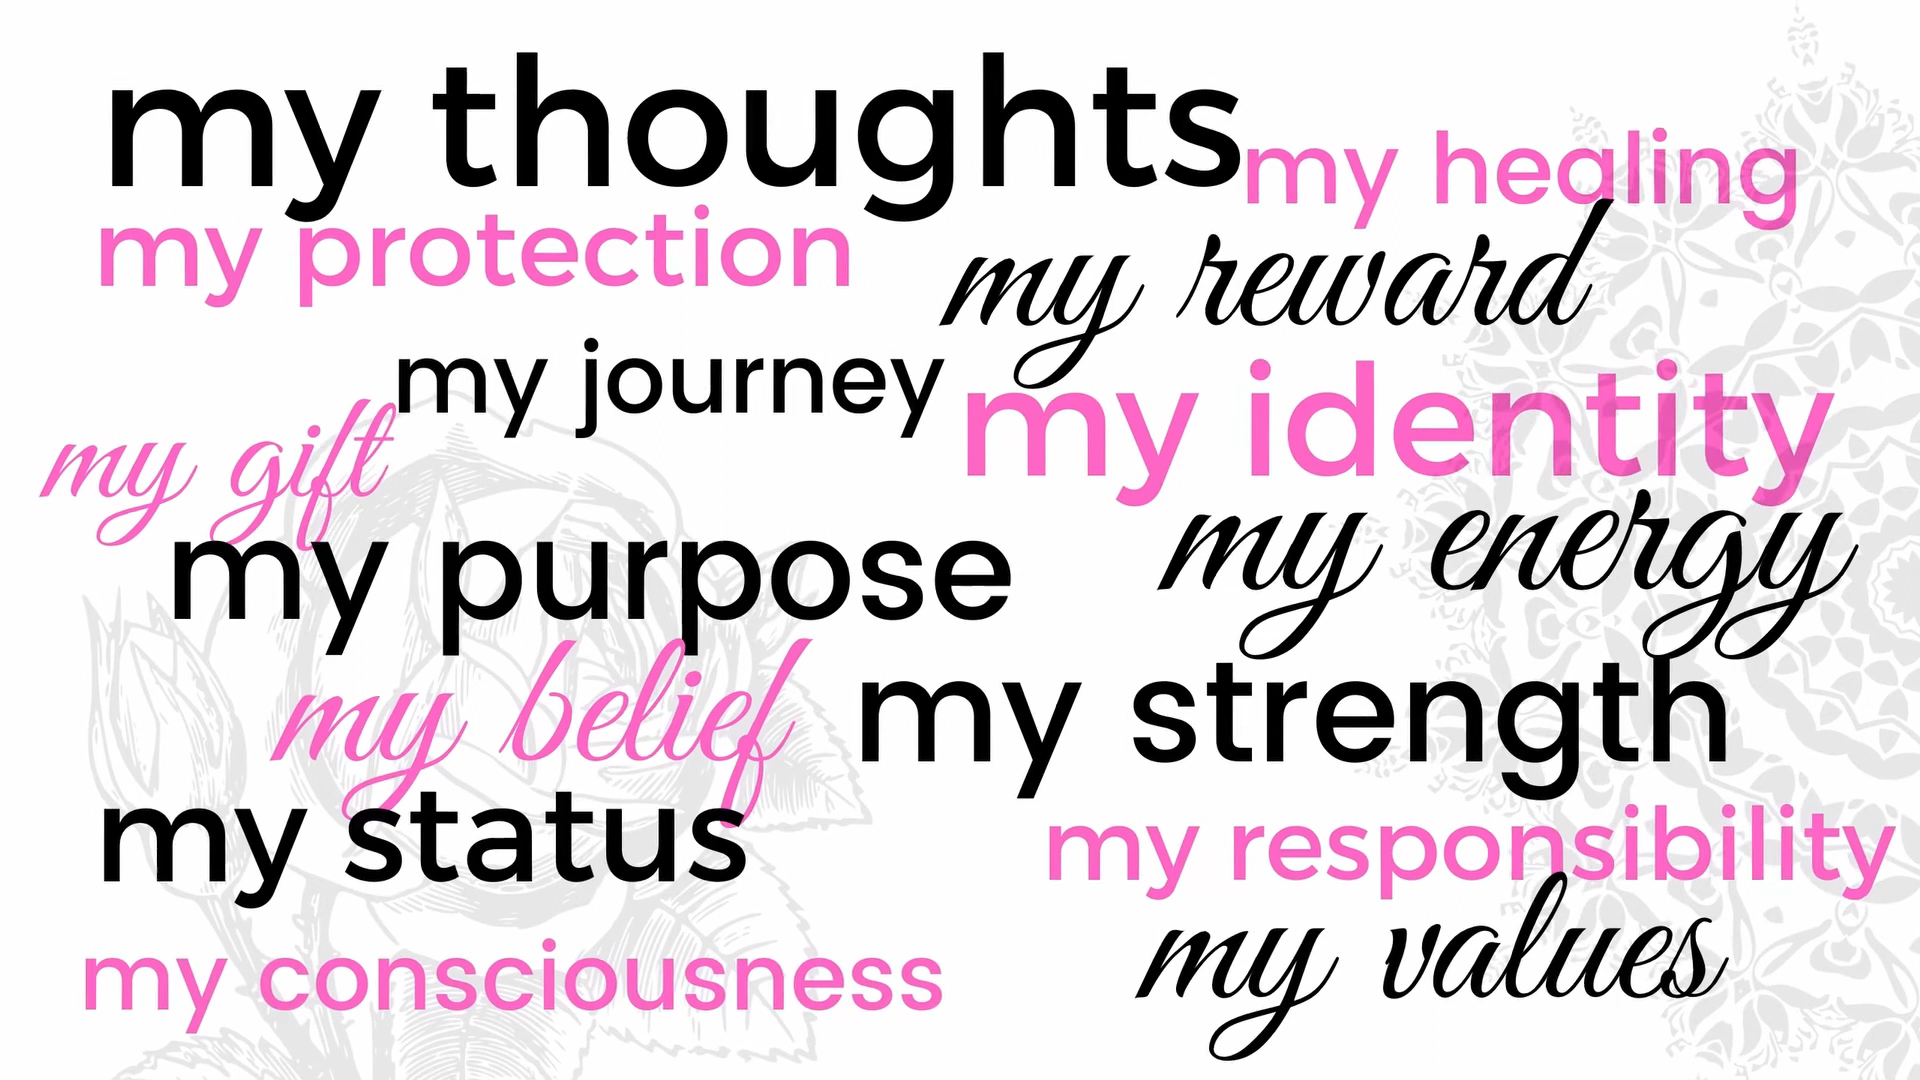 my thoughts
my healing
my protection
my reward
my journey
my identity
my gift
my energy
my purpose
my belief
my strength
my status
my responsibility
my values
my consciousness